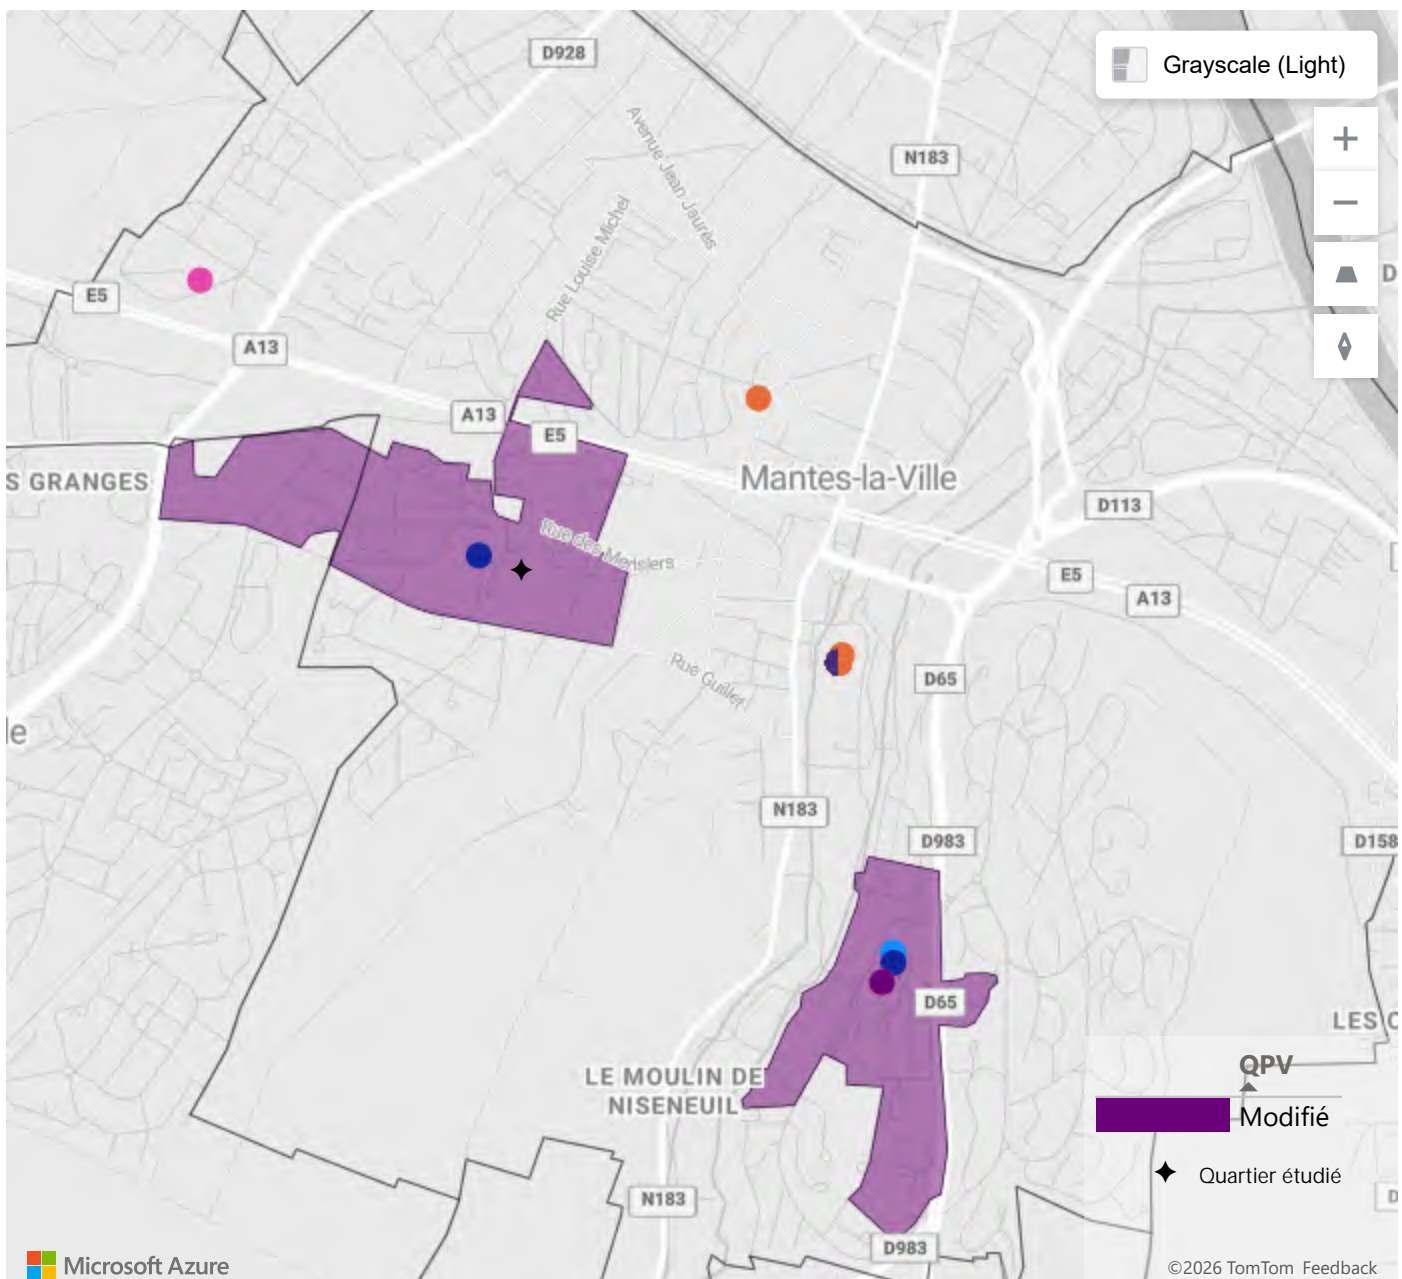 D928
Grayscale (Light)
N183
Avenue Jean Jaurès
Rue Louise Michel
D
E5
A13
A13
E5
Mantes-la-Ville
S GRANGES
D113
Rue des Merisiers
E5
A13
Rue Guiller
D65
le
N183
D983
D158
D65
LES C
LE MOULIN DE
NISENEUIL
QPV
Modifié
Quartier étudié
N183
D
D983
Microsoft Azure
©2026 TomTom Feedback